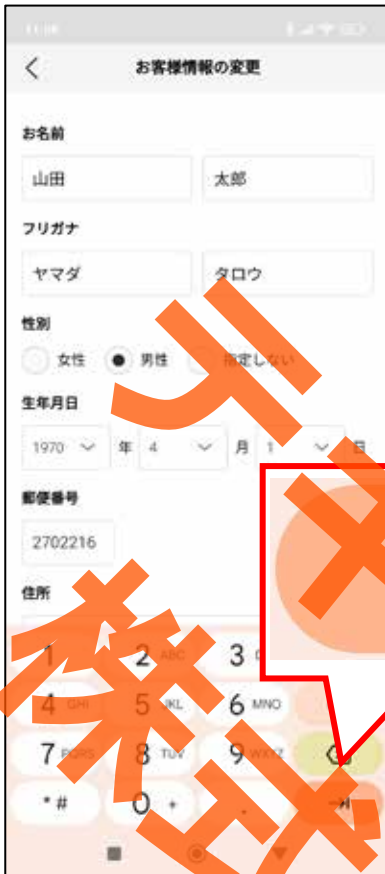 お客様情報の変更
お名前
山田 太郎
フリガナ
ヤマダ タロウ
性別
女性 男性 指定しない
生年月日
1970 年 4 月 1 日
郵便番号
2702216
住所
1 2 ABC 3
4 GHI 5 JKL 6 MNO
7 PQRS 8 TUV 9 WXYZ
* # 0 + .
株式